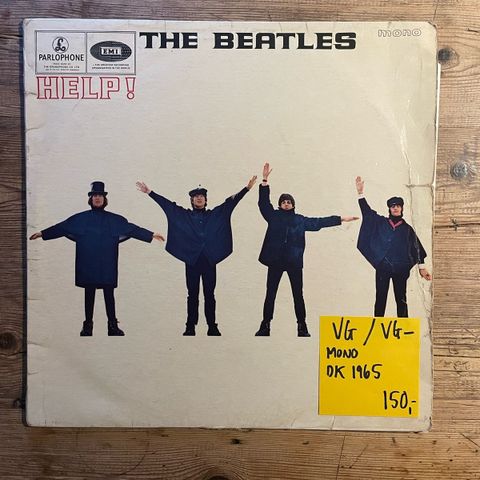 THE BEATLES
mono
PARLOPHONE
EMI
HELP!
VG / VG-
MONO
DK 1965
150,-